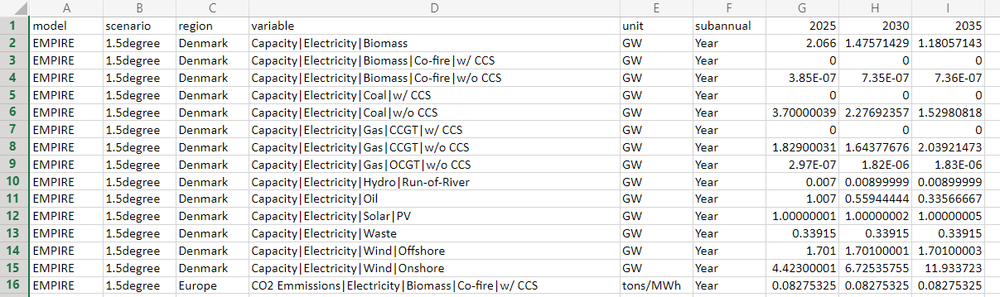 A B C D E F G H I
1 model scenario region variable unit subannual 2025 2030 2035
2 EMPIRE 1.5degree Denmark Capacity|Electricity|Biomass GW Year 2.066 1.47571429 1.18057143
3 EMPIRE 1.5degree Denmark Capacity|Electricity|Biomass|Co-fire|w/ CCS GW Year 0 0 0
4 EMPIRE 1.5degree Denmark Capacity|Electricity|Biomass|Co-fire|w/o CCS GW Year 3.85E-07 7.35E-07 7.36E-07
5 EMPIRE 1.5degree Denmark Capacity|Electricity|Coal|w/ CCS GW Year 0 0 0
6 EMPIRE 1.5degree Denmark Capacity|Electricity|Coal|w/o CCS GW Year 3.70000039 2.27692357 1.52980818
7 EMPIRE 1.5degree Denmark Capacity|Electricity|Gas|CCGT|w/ CCS GW Year 0 0 0
8 EMPIRE 1.5degree Denmark Capacity|Electricity|Gas|CCGT|w/o CCS GW Year 1.82900031 1.64377676 2.03921473
9 EMPIRE 1.5degree Denmark Capacity|Electricity|Gas|OCGT|w/o CCS GW Year 2.97E-07 1.82E-06 1.83E-06
10 EMPIRE 1.5degree Denmark Capacity|Electricity|Hydro|Run-of-River GW Year 0.007 0.00899999 0.00899999
11 EMPIRE 1.5degree Denmark Capacity|Electricity|Oil GW Year 1.007 0.55944444 0.33566667
12 EMPIRE 1.5degree Denmark Capacity|Electricity|Solar|PV GW Year 1.00000001 1.00000002 1.00000005
13 EMPIRE 1.5degree Denmark Capacity|Electricity|Waste GW Year 0.33915 0.33915 0.33915
14 EMPIRE 1.5degree Denmark Capacity|Electricity|Wind|Offshore GW Year 1.701 1.70100001 1.70100003
15 EMPIRE 1.5degree Denmark Capacity|Electricity|Wind|Onshore GW Year 4.42300001 6.72535755 11.933723
16 EMPIRE 1.5degree Europe CO2 Emmissions|Electricity|Biomass|Co-fire|w/ CCS tons/MWh Year 0.08275325 0.08275325 0.08275325